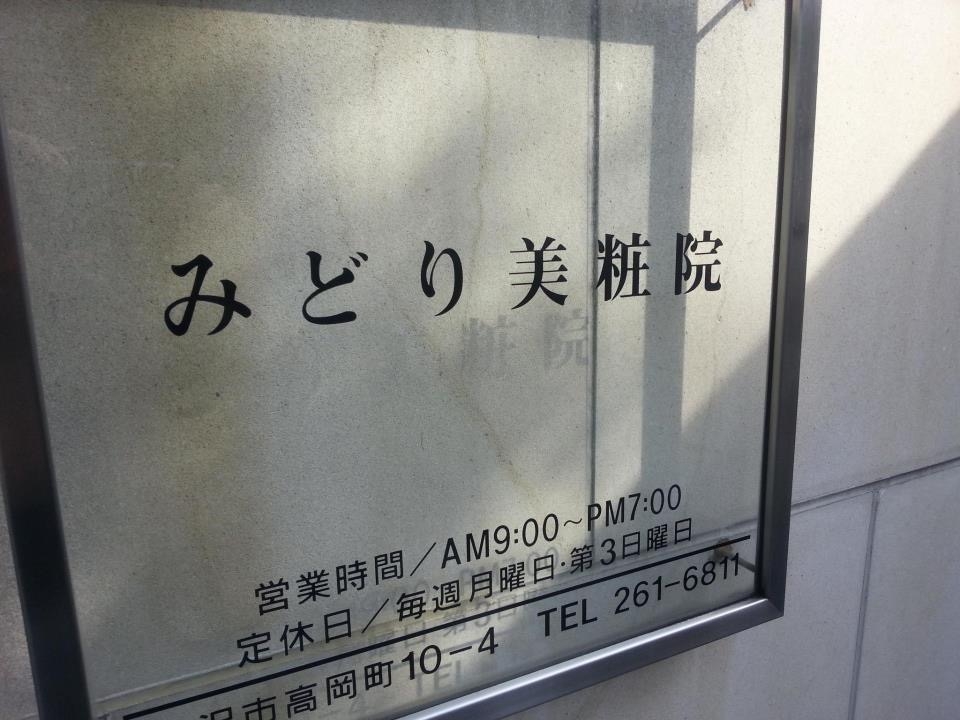 みどり美粧院
営業時間／AM9:00～PM7:00
定休日／毎週月曜日・第3日曜日
沢市高岡町10－4 TEL 261－6811